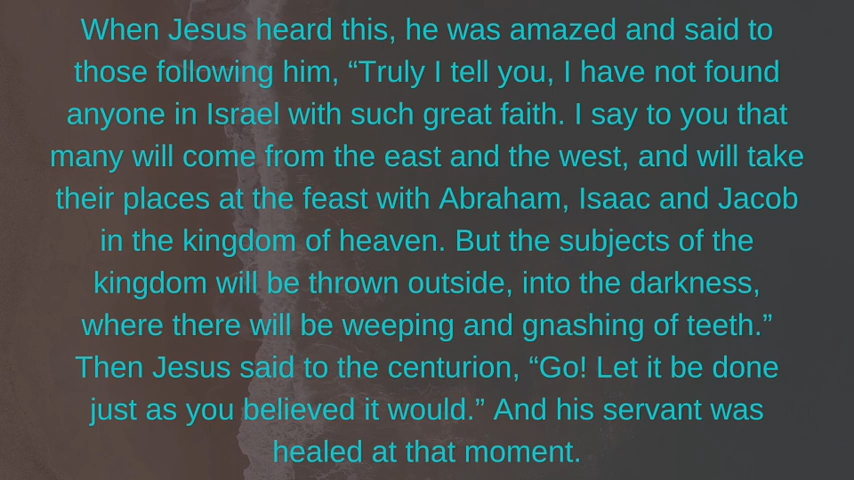 When Jesus heard this, he was amazed and said to
those following him, “Truly I tell you, I have not found
anyone in Israel with such great faith. I say to you that
many will come from the east and the west, and will take
their places at the feast with Abraham, Isaac and Jacob
in the kingdom of heaven. But the subjects of the
kingdom will be thrown outside, into the darkness,
where there will be weeping and gnashing of teeth.”
Then Jesus said to the centurion, “Go! Let it be done
just as you believed it would.” And his servant was
healed at that moment.